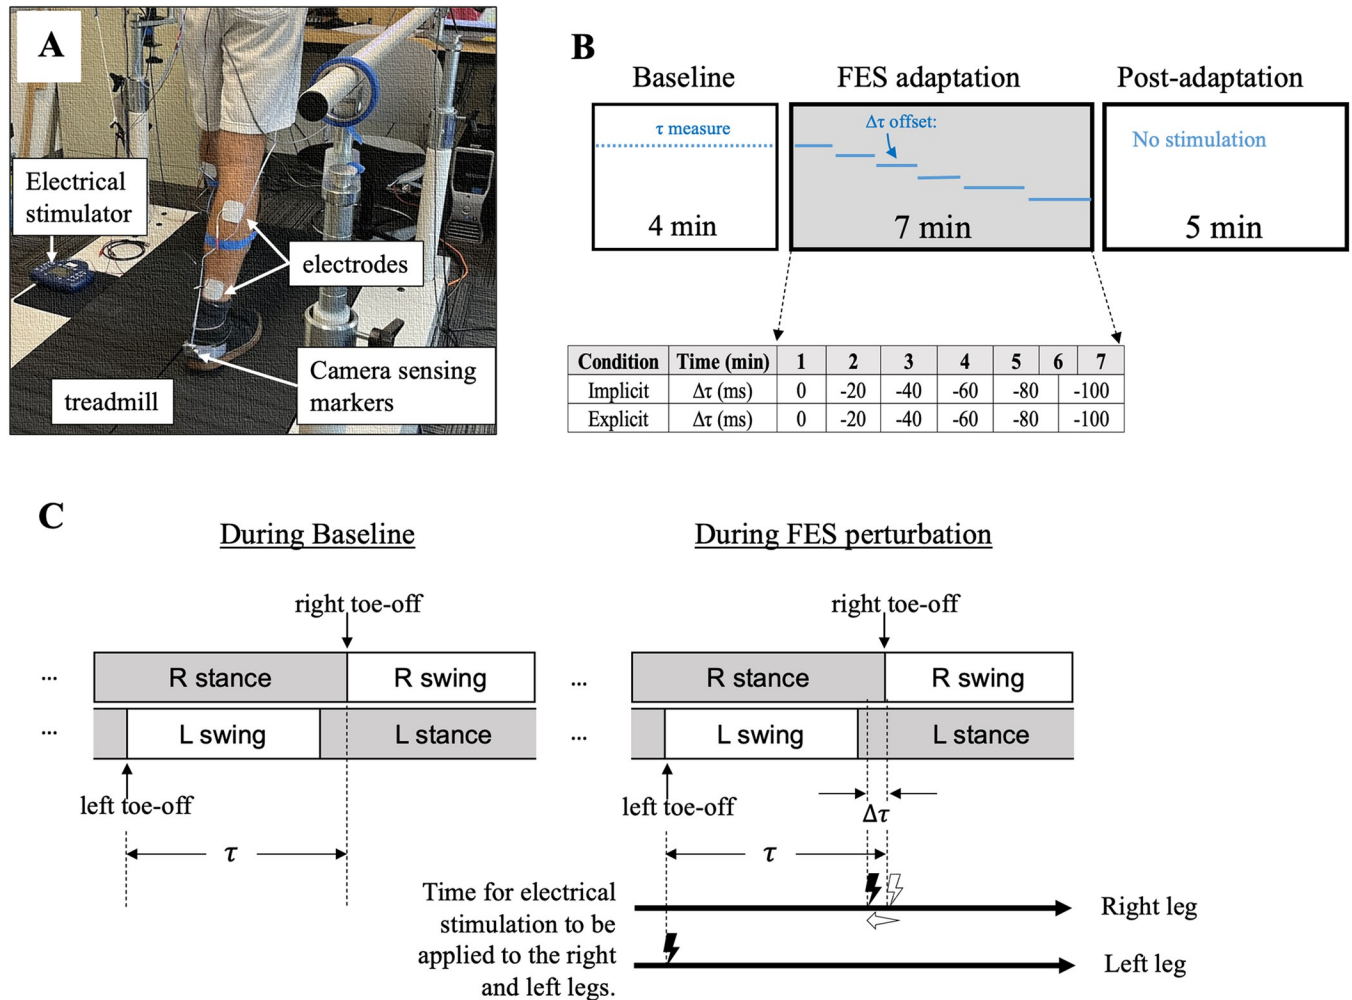 A
Electrical
stimulator
electrodes
Camera sensing
markers
treadmill
B
Baseline
FES adaptation
Post-adaptation
τ measure
Δτ offset:
No stimulation
4 min
7 min
5 min
Condition Time (min) 1 2 3 4 5 6 7
Implicit Δτ (ms) 0 -20 -40 -60 -80 -100
Explicit Δτ (ms) 0 -20 -40 -60 -80 -100
C
During Baseline
During FES perturbation
right toe-off
right toe-off
... R stance R swing
... R stance R swing
... L swing L stance
... L swing L stance
left toe-off
left toe-off
Δτ
τ
τ
Time for electrical
stimulation to be
applied to the right
and left legs.
Right leg
Left leg